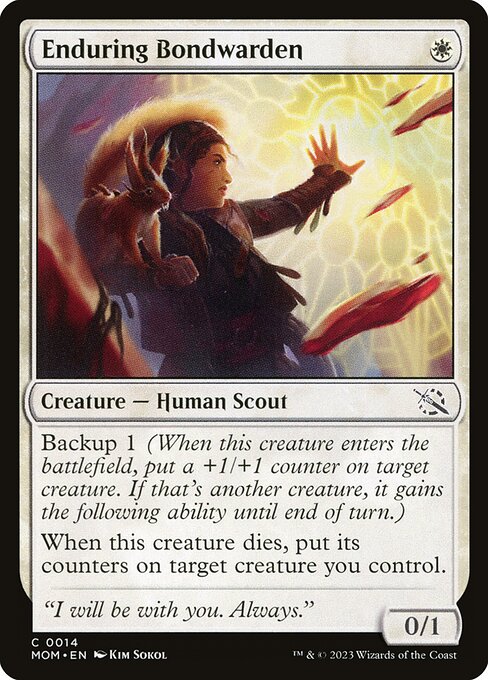 Enduring Bondwarden
Creature — Human Scout
Backup 1 (When this creature enters the
battlefield, put a +1/+1 counter on target
creature. If that's another creature, it gains
the following ability until end of turn.)
When this creature dies, put its
counters on target creature you control.
"I will be with you. Always."
0/1
C 0014
MOM • EN Kim Sokol
™ & © 2023 Wizards of the Coast